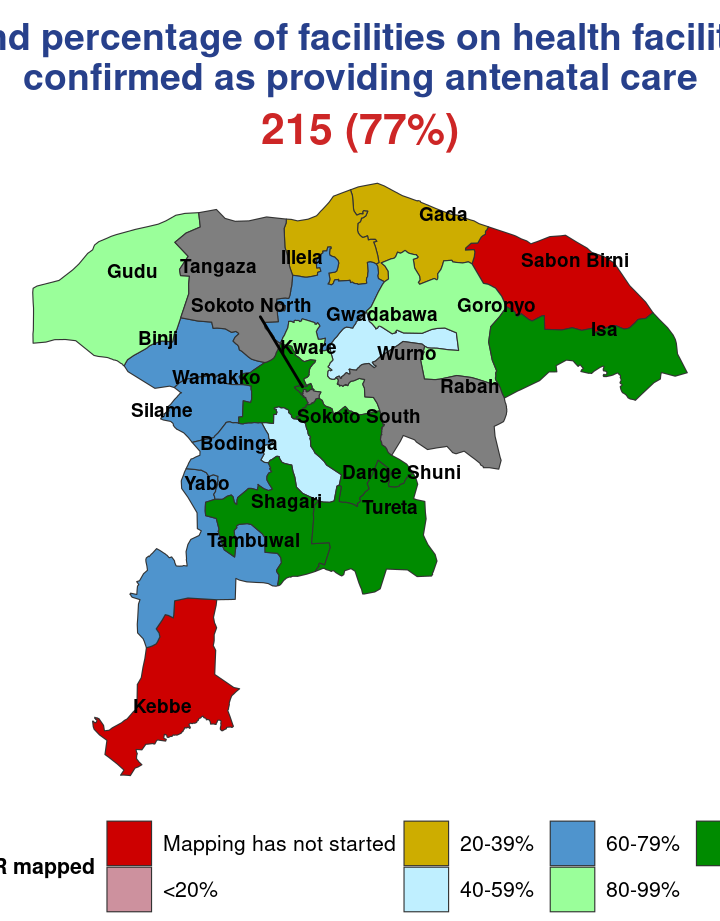 nd percentage of facilities on health facilit
confirmed as providing antenatal care
215 (77%)
Gada
Illela
Sabon Birni
Gudu
Tangaza
Sokoto North
Goronyo
Gwadabawa
Isa
Binji
Kware
Wurno
Wamakko
Rabah
Silame
Sokoto South
Bodinga
Dange Shuni
Yabo
Shagari
Tureta
Tambuwal
Kebbe
R mapped
Mapping has not started
20-39%
60-79%
<20%
40-59%
80-99%